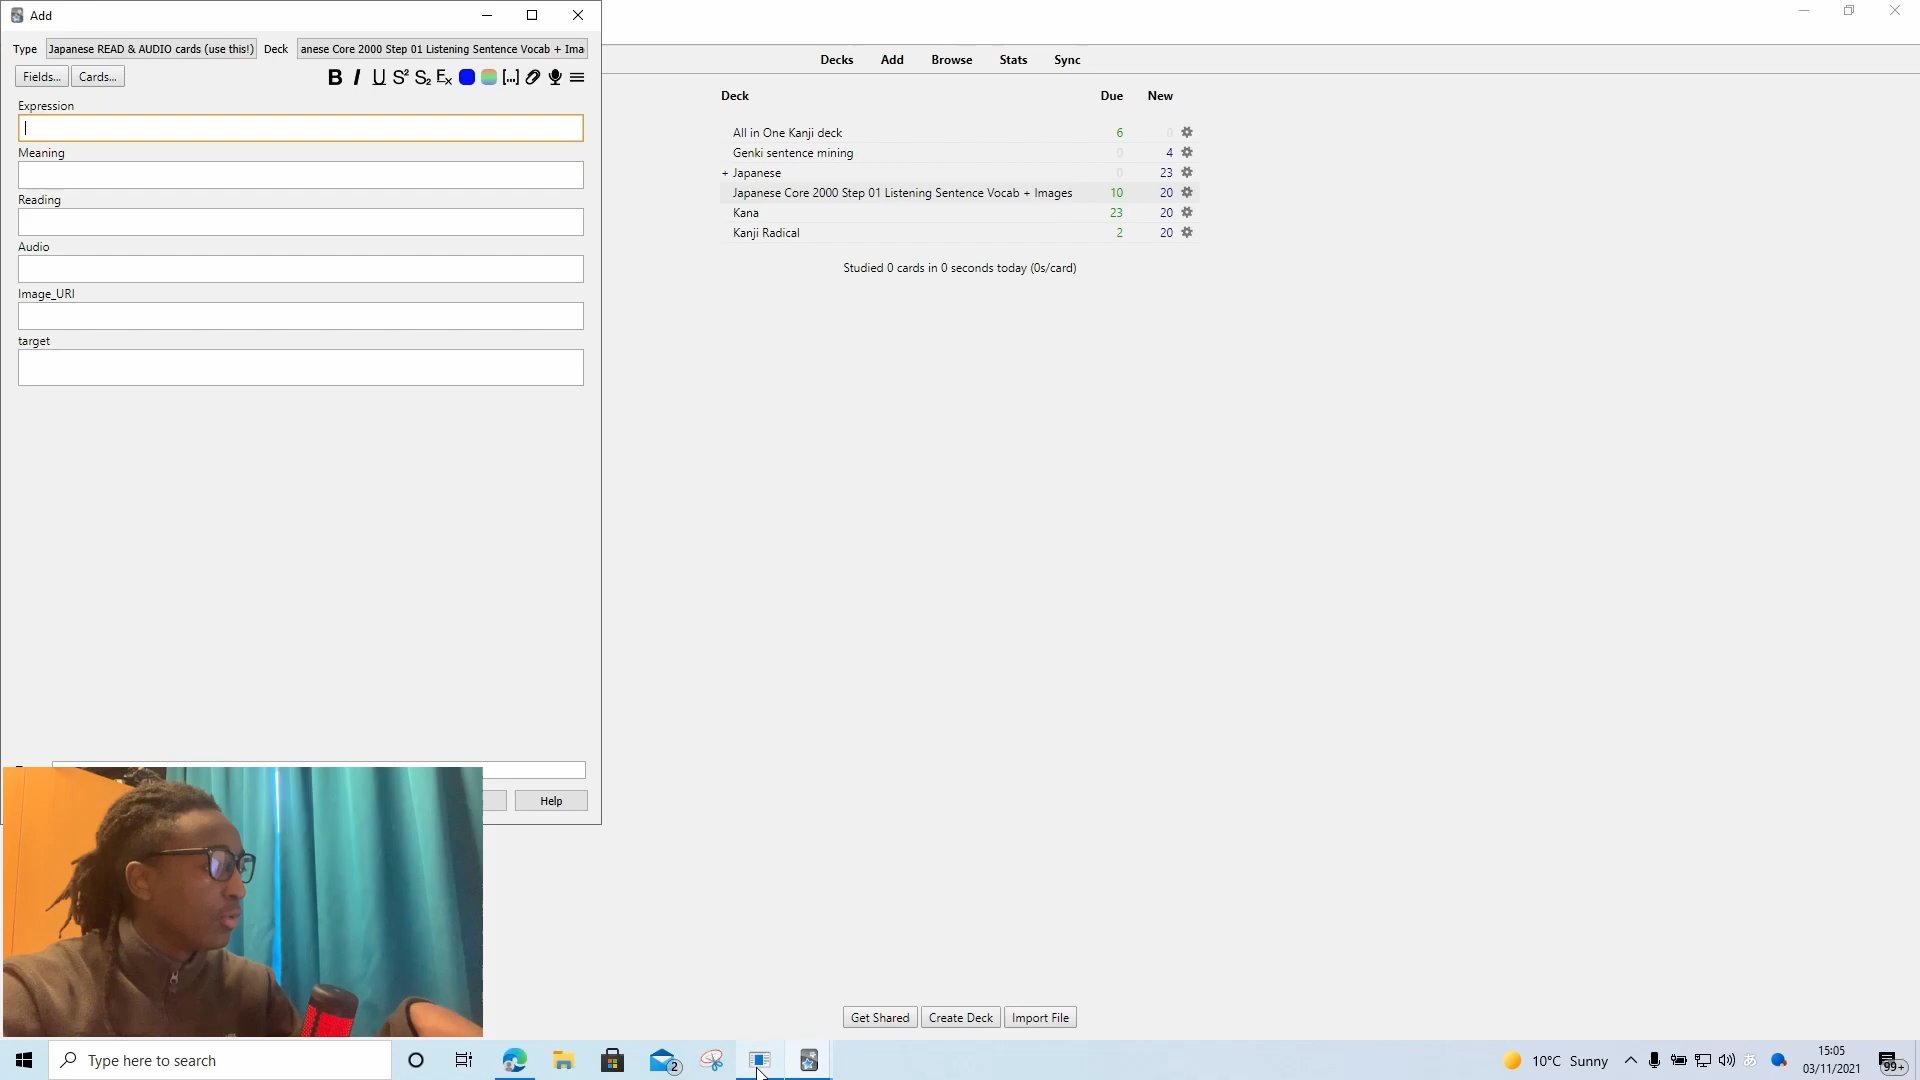 Add
Type Japanese READ & AUDIO cards (use this!) Deck anese Core 2000 Step 01 Listening Sentence Vocab + Ima
Fields... Cards...
Expression
Meaning
Reading
Audio
Image_URI
target
Help
Decks Add Browse Stats Sync
Deck Due New
All in One Kanji deck 6 0
Genki sentence mining 0 4
+ Japanese 0 23
Japanese Core 2000 Step 01 Listening Sentence Vocab + Images 10 20
Kana 23 20
Kanji Radical 2 20
Studied 0 cards in 0 seconds today (0s/card)
Get Shared Create Deck Import File
Type here to search
2
10°C Sunny
あ
15:05
03/11/2021
99+